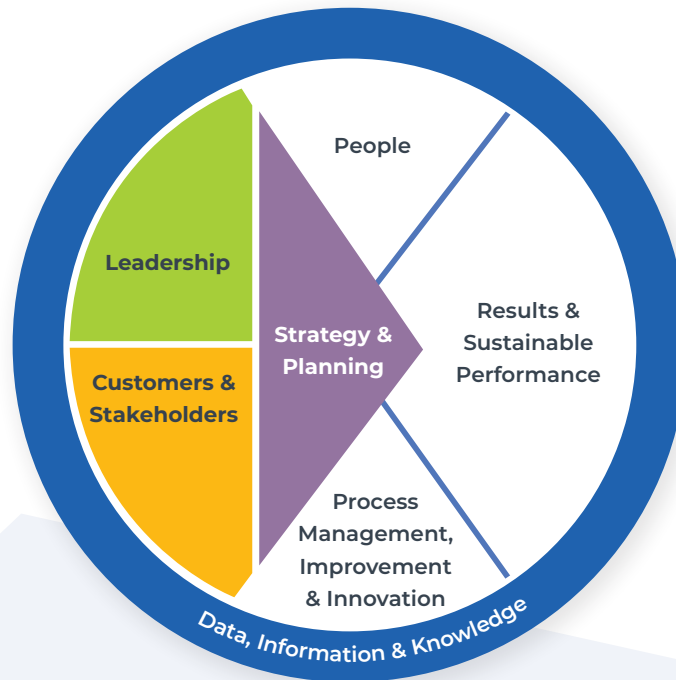 People
Leadership
Results &
Sustainable
Performance
Strategy &
Planning
Customers &
Stakeholders
Process
Management,
Improvement
& Innovation
Data, Information & Knowledge